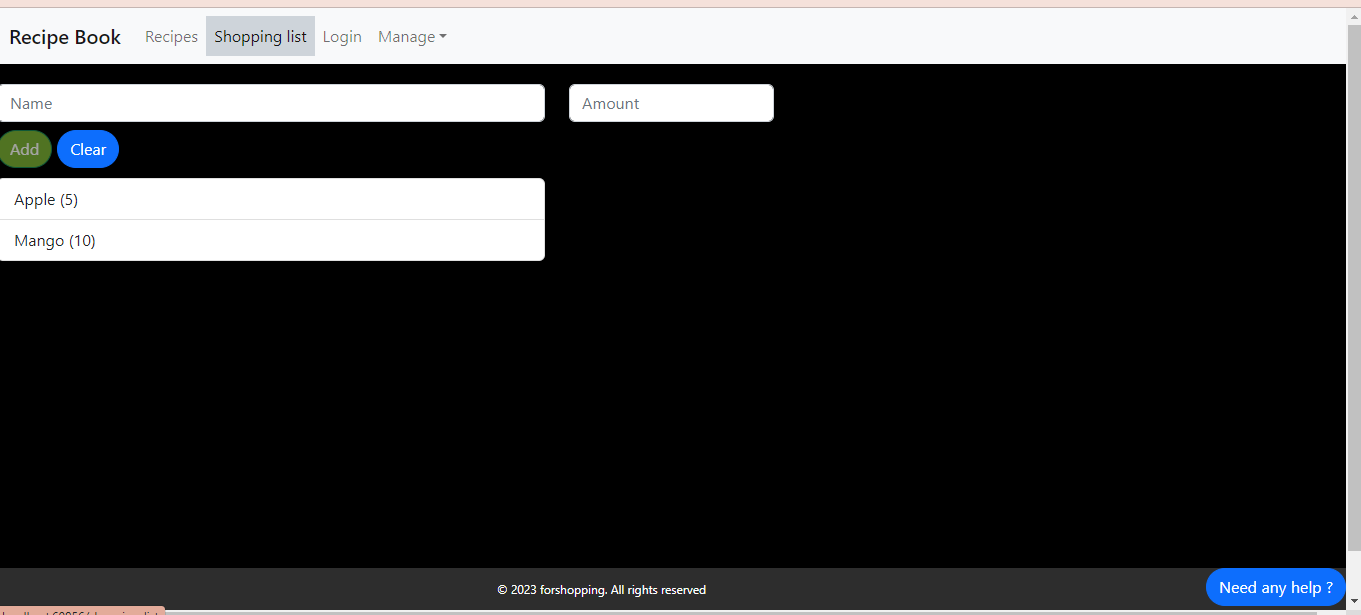 Recipe Book Recipes Shopping list Login Manage
Name Amount
Add Clear
Apple (5)
Mango (10)
© 2023 forshopping. All rights reserved
Need any help ?